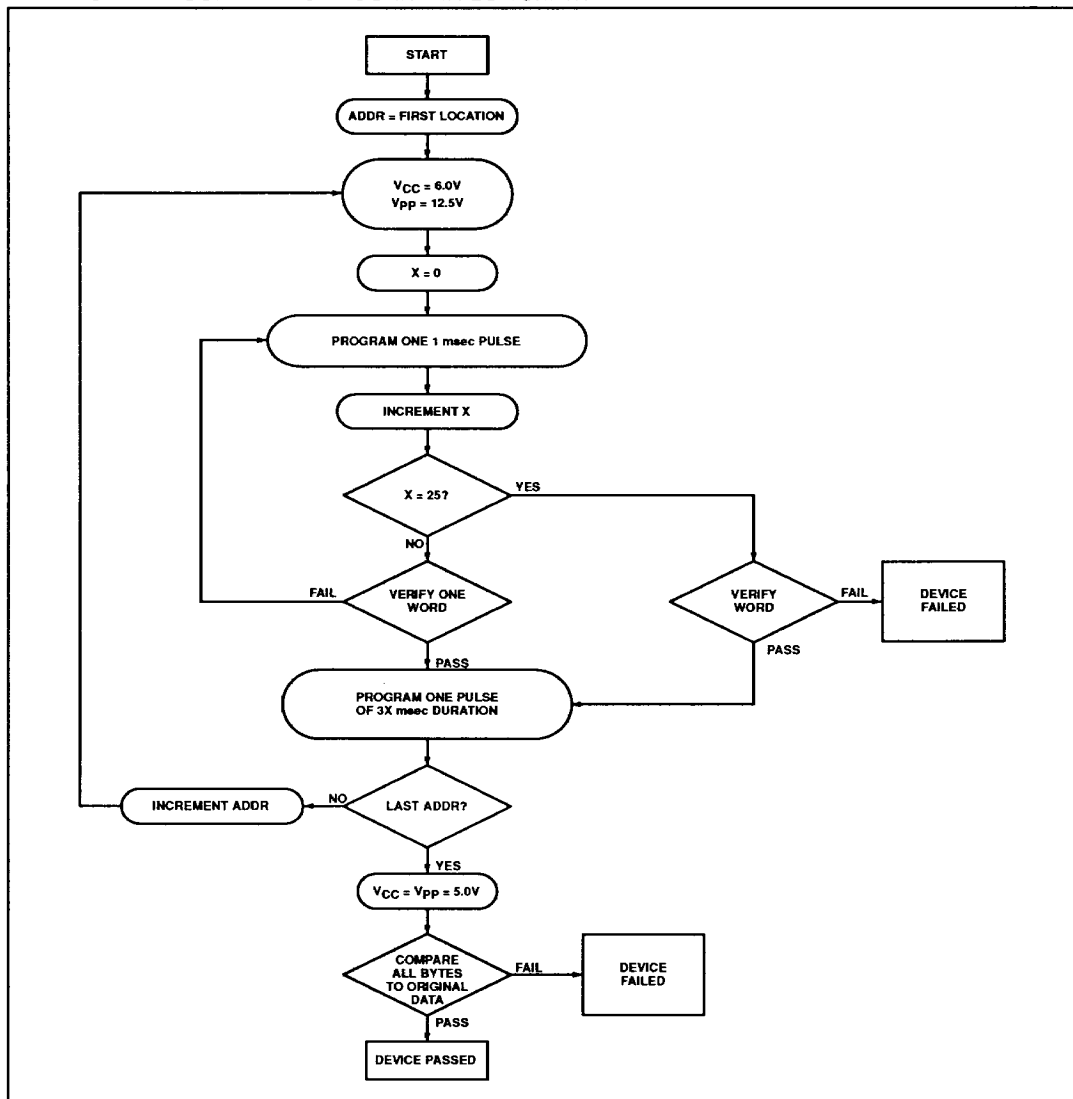 START
ADDR = FIRST LOCATION
VCC = 6.0V
VPP = 12.5V
X = 0
PROGRAM ONE 1 msec PULSE
INCREMENT X
X = 25?
YES
NO
FAIL
VERIFY ONE
WORD
VERIFY
WORD
FAIL
DEVICE
FAILED
PASS
PASS
PROGRAM ONE PULSE
OF 3X msec DURATION
INCREMENT ADDR
NO
LAST ADDR?
YES
VCC = VPP = 5.0V
COMPARE
ALL BYTES
TO ORIGINAL
DATA
FAIL
DEVICE
FAILED
PASS
DEVICE PASSED